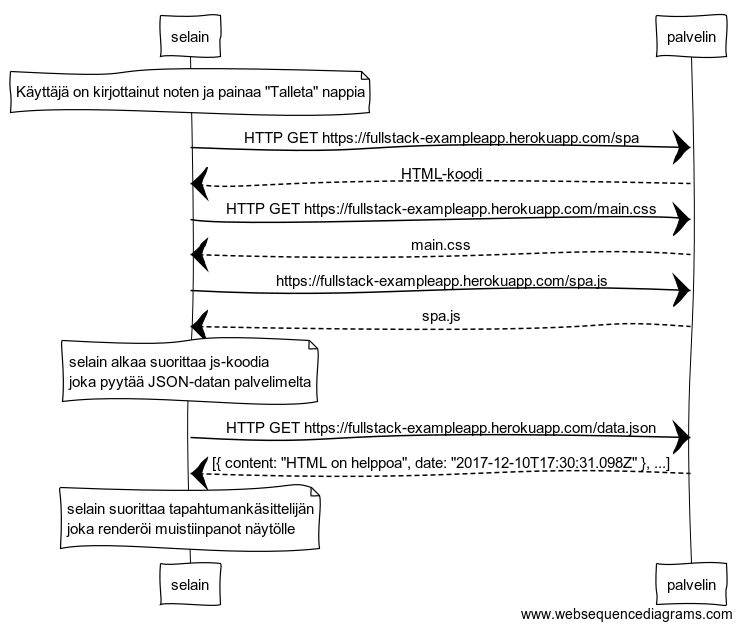 selain
palvelin
Käyttäjä on kirjottainut noten ja painaa "Talleta" nappia
HTTP GET https://fullstack-exampleapp.herokuapp.com/spa
HTML-koodi
HTTP GET https://fullstack-exampleapp.herokuapp.com/main.css
main.css
https://fullstack-exampleapp.herokuapp.com/spa.js
spa.js
selain alkaa suorittaa js-koodia
joka pyytää JSON-datan palvelimelta
HTTP GET https://fullstack-exampleapp.herokuapp.com/data.json
[{ content: "HTML on helppoa", date: "2017-12-10T17:30:31.098Z" }, ...]
selain suorittaa tapahtumankäsittelijän
joka renderöi muistiinpanot näytölle
selain
palvelin
www.websequencediagrams.com